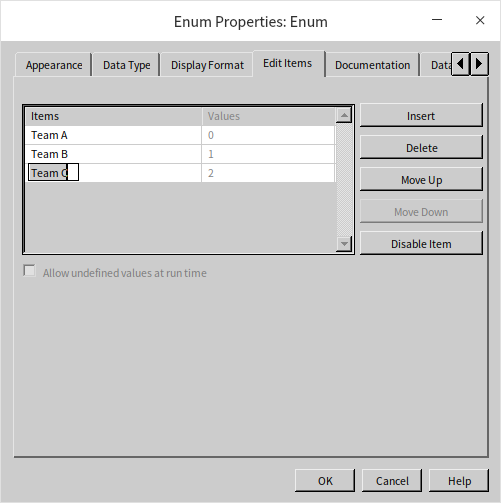 Enum Properties: Enum
Appearance Data Type Display Format Edit Items Documentation Data
Items Values
Team A 0
Team B 1
Team C 2
Insert
Delete
Move Up
Move Down
Disable Item
Allow undefined values at run time
OK Cancel Help